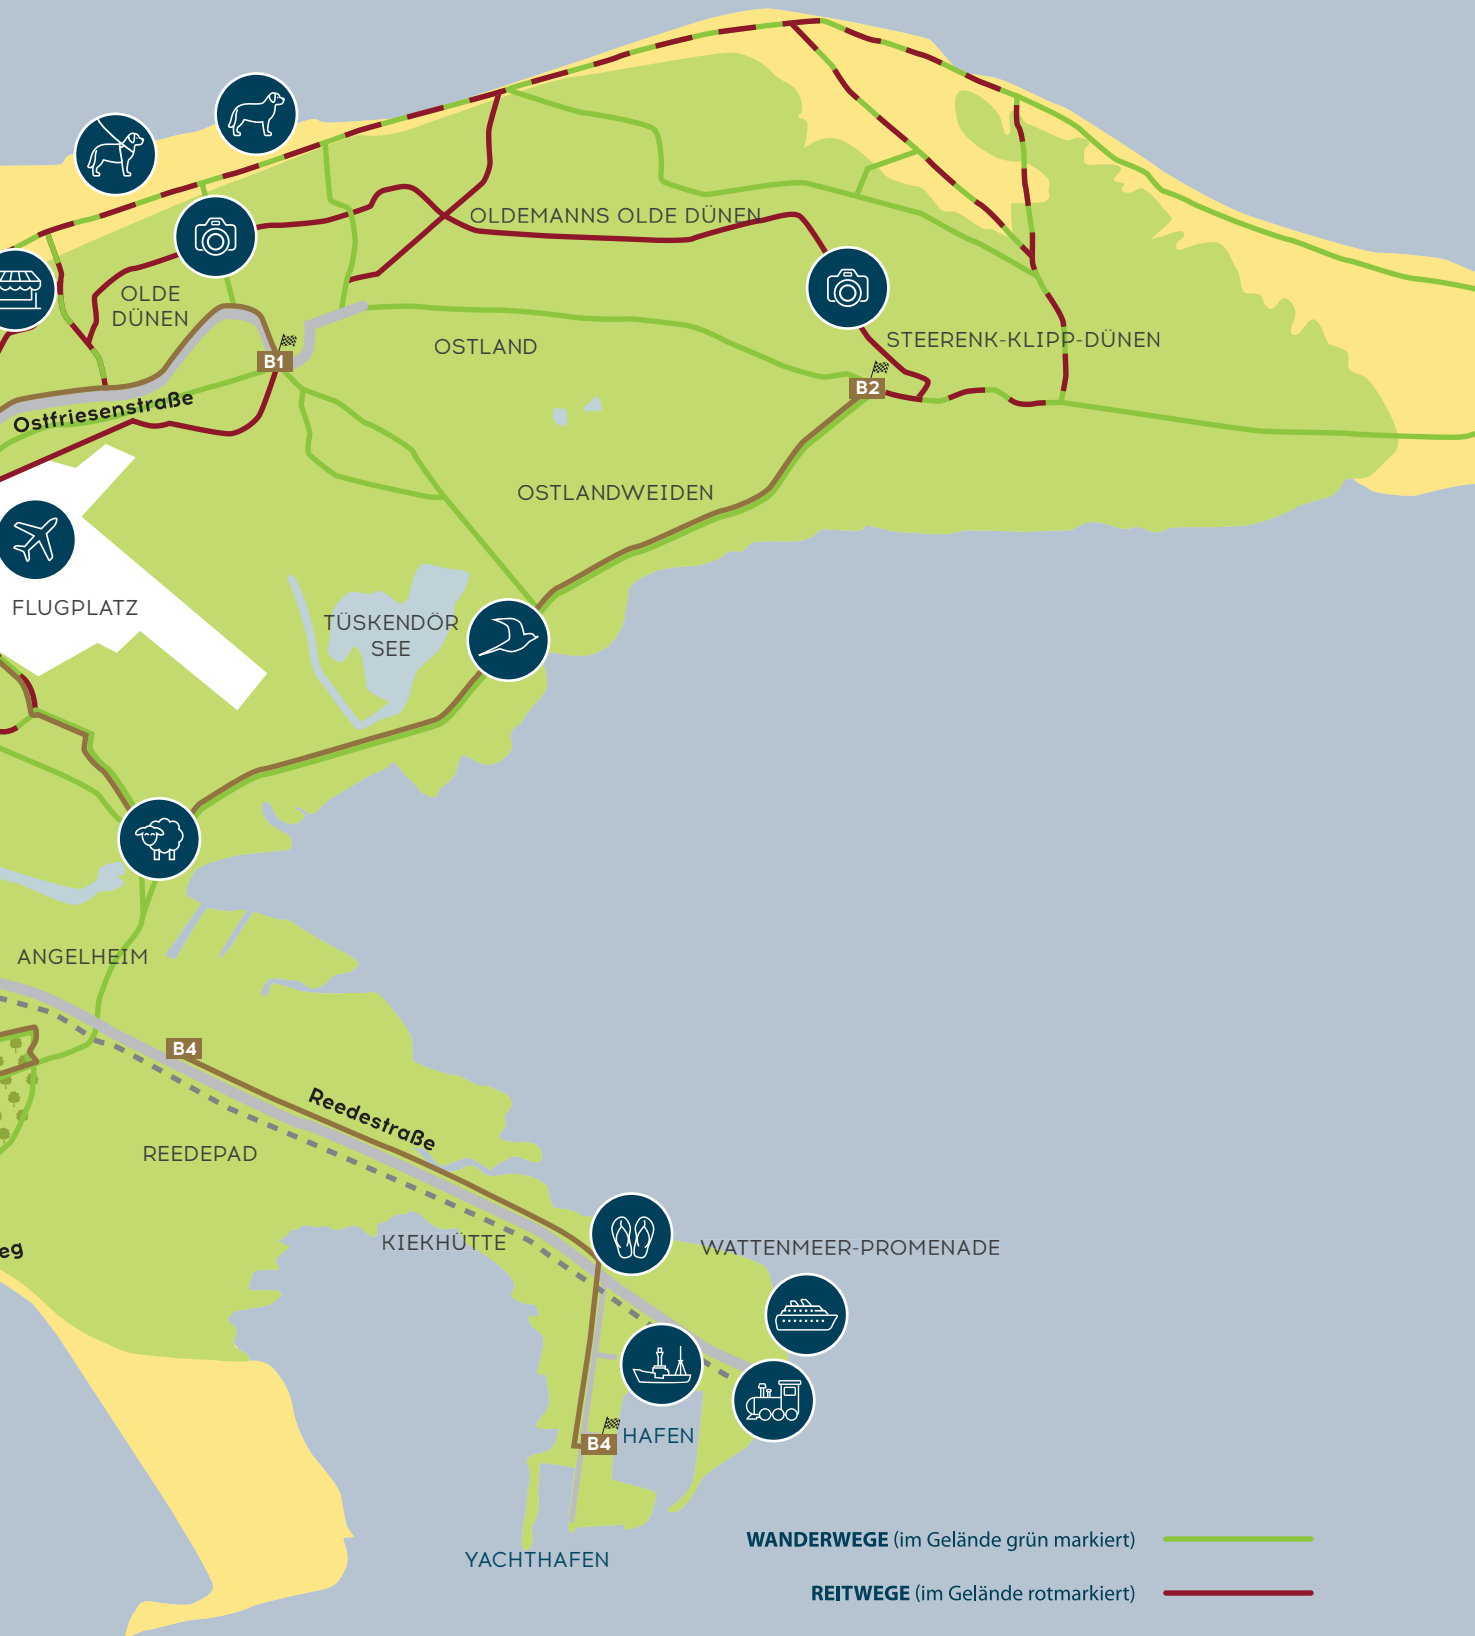 OLDEMANNS OLDE DÜNEN
OLDE
DÜNEN
STEERENK-KLIPP-DÜNEN
OSTLAND
B1
B2
Ostfriesenstraße
OSTLANDWEIDEN
FLUGPLATZ
TÜSKENDÖR
SEE
ANGELHEIM
B4
Reedestraße
REEDEPAD
KIEKHÜTTE
WATTENMEER-PROMENADE
eg
HAFEN
B4
YACHTHAFEN
WANDERWEGE (im Gelände grün markiert)
REITWEGE (im Gelände rotmarkiert)